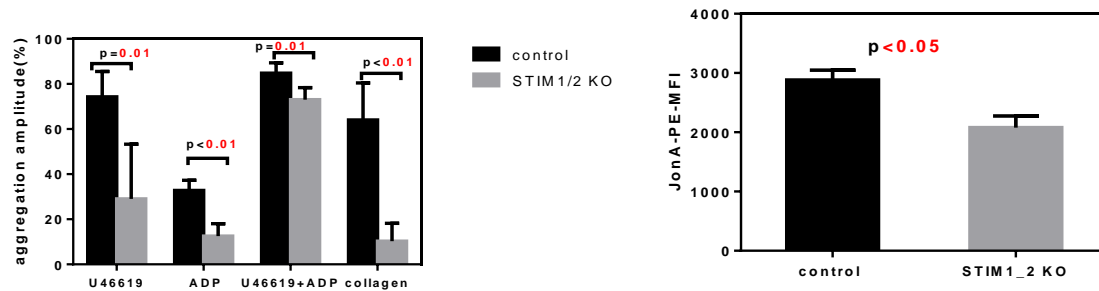 aggregation amplitude(%)
100
80
60
40
20
0
p=0.01
p<0.01
p=0.01
p<0.01
U46619
ADP
U46619+ADP
collagen
control
STIM1/2 KO
JonA-PE-MFI
4000
3000
2000
1000
0
p<0.05
control
STIM1_2 KO